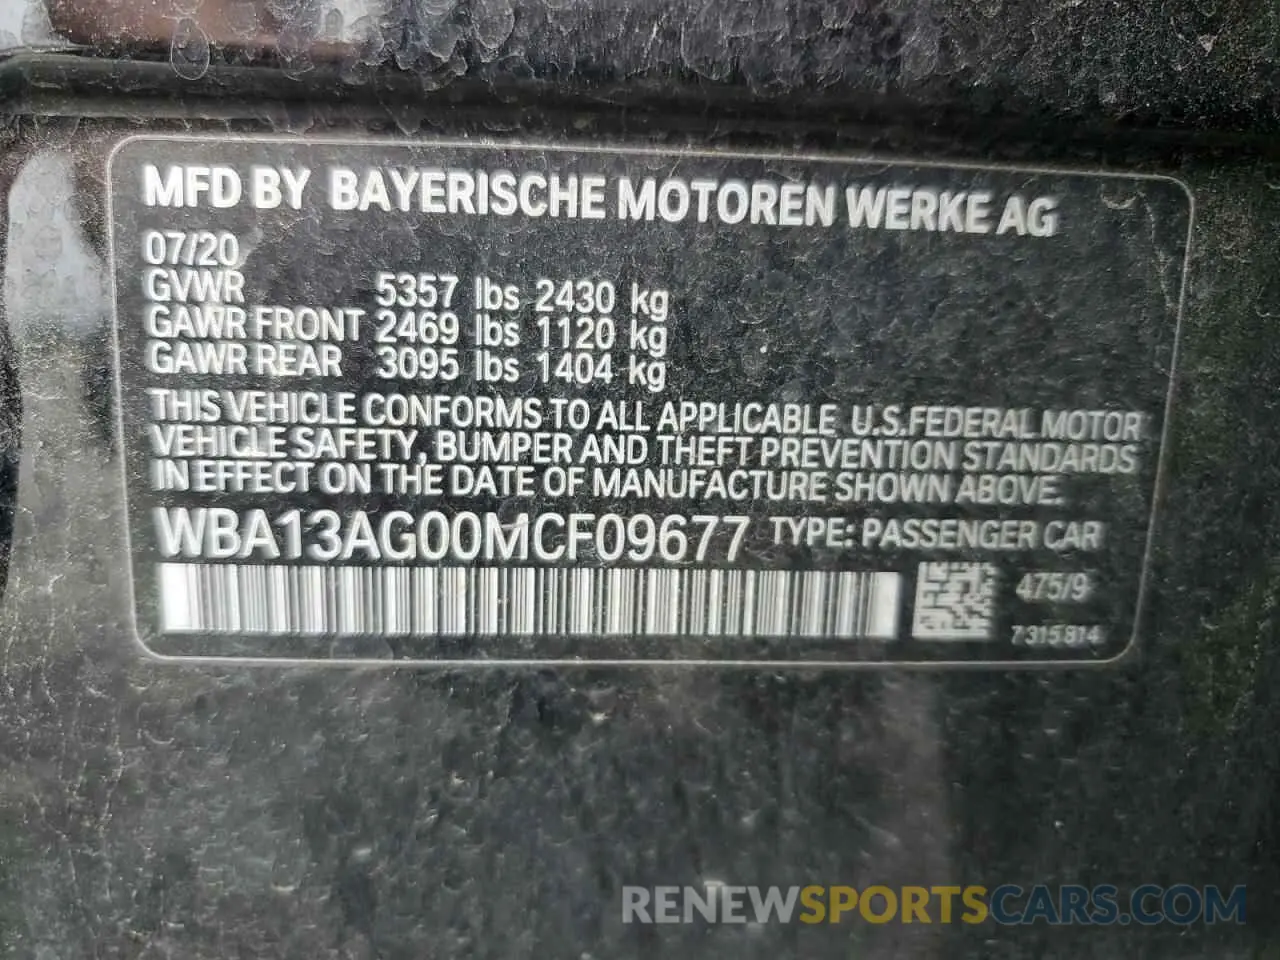 MFD BY BAYERISCHE MOTOREN WERKE AG
07/20
GVWR 5357 lbs 2430 kg
GAWR FRONT 2469 lbs 1120 kg
GAWR REAR 3095 lbs 1404 kg
THIS VEHICLE CONFORMS TO ALL APPLICABLE U.S.FEDERAL MOTOR
VEHICLE SAFETY, BUMPER AND THEFT PREVENTION STANDARDS
IN EFFECT ON THE DATE OF MANUFACTURE SHOWN ABOVE.
WBA13AG00MCF09677 TYPE: PASSENGER CAR
475/9
7315814
RENEWSPORTSCARS.COM